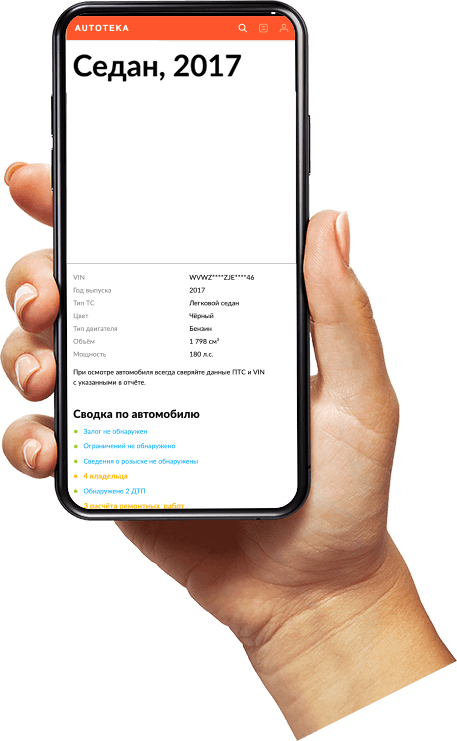 AUTOTEKA
Седан, 2017
VIN WVWZ****ZJE****46
Год выпуска 2017
Тип ТС Легковой седан
Цвет Чёрный
Тип двигателя Бензин
Объём 1 798 см³
Мощность 180 л.с.
При осмотре автомобиля всегда сверяйте данные ПТС и VIN
с указанными в отчёте.
Сводка по автомобилю
Залог не обнаружен
Ограничений не обнаружено
Сведения о розыске не обнаружены
4 владельца
Обнаружено 2 ДТП
3 расчёта ремонтных работ